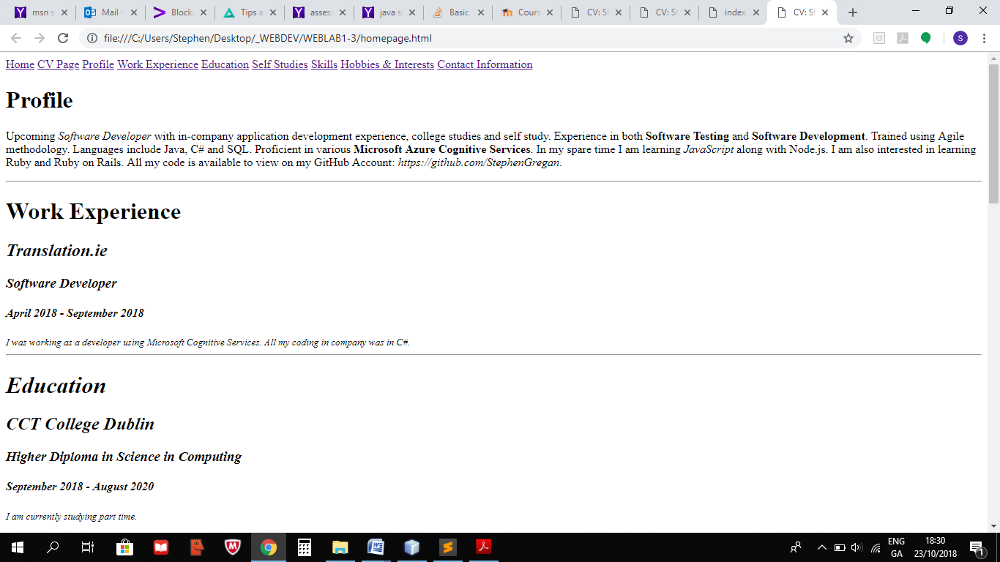 msn s
Mail -
Block
Tips a
asses
java s
Basic
Cours
CV: St
CV: St
index
CV: St
file:///C:/Users/Stephen/Desktop/_WEBDEV/WEBLAB1-3/homepage.html
S
Home CV Page Profile Work Experience Education Self Studies Skills Hobbies & Interests Contact Information
Profile
Upcoming Software Developer with in-company application development experience, college studies and self study. Experience in both Software Testing and Software Development. Trained using Agile
methodology. Languages include Java, C# and SQL. Proficient in various Microsoft Azure Cognitive Services. In my spare time I am learning JavaScript along with Node.js. I am also interested in learning
Ruby and Ruby on Rails. All my code is available to view on my GitHub Account: https://github.com/StephenGregan.
Work Experience
Translation.ie
Software Developer
April 2018 - September 2018
I was working as a developer using Microsoft Cognitive Services. All my coding in company was in C#.
Education
CCT College Dublin
Higher Diploma in Science in Computing
September 2018 - August 2020
I am currently studying part time.
ENG
GA
18:30
23/10/2018
1